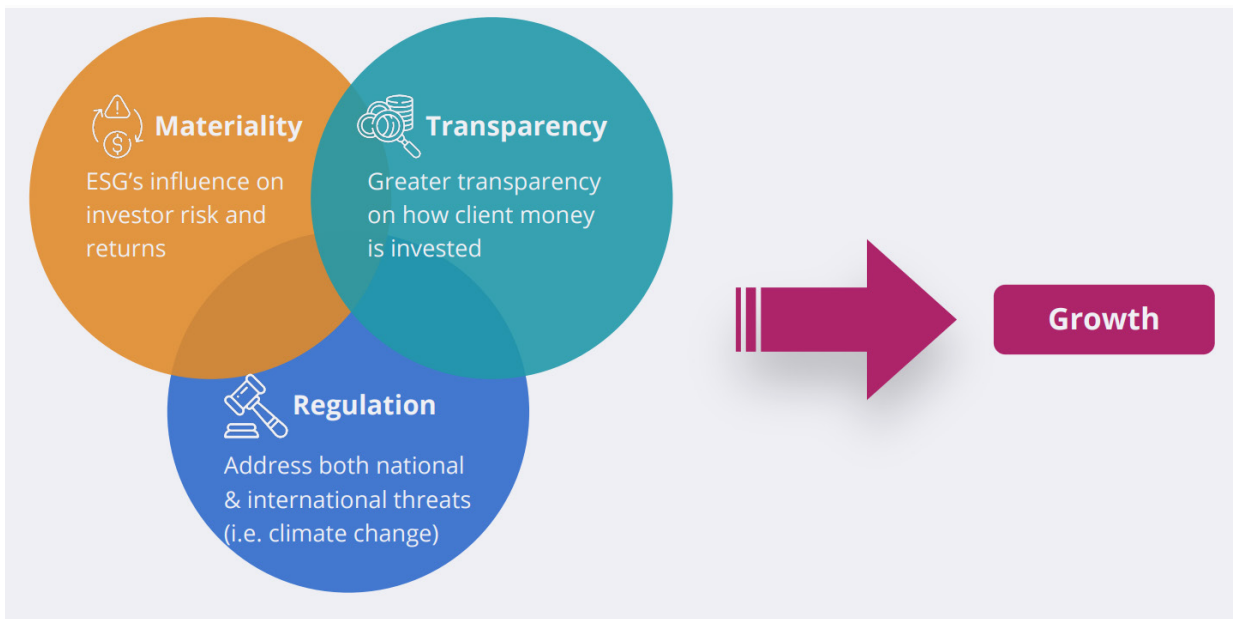 Materiality
ESG's influence on
investor risk and
returns
Transparency
Greater transparency
on how client money
is invested
Regulation
Address both national
& international threats
(i.e. climate change)
Growth